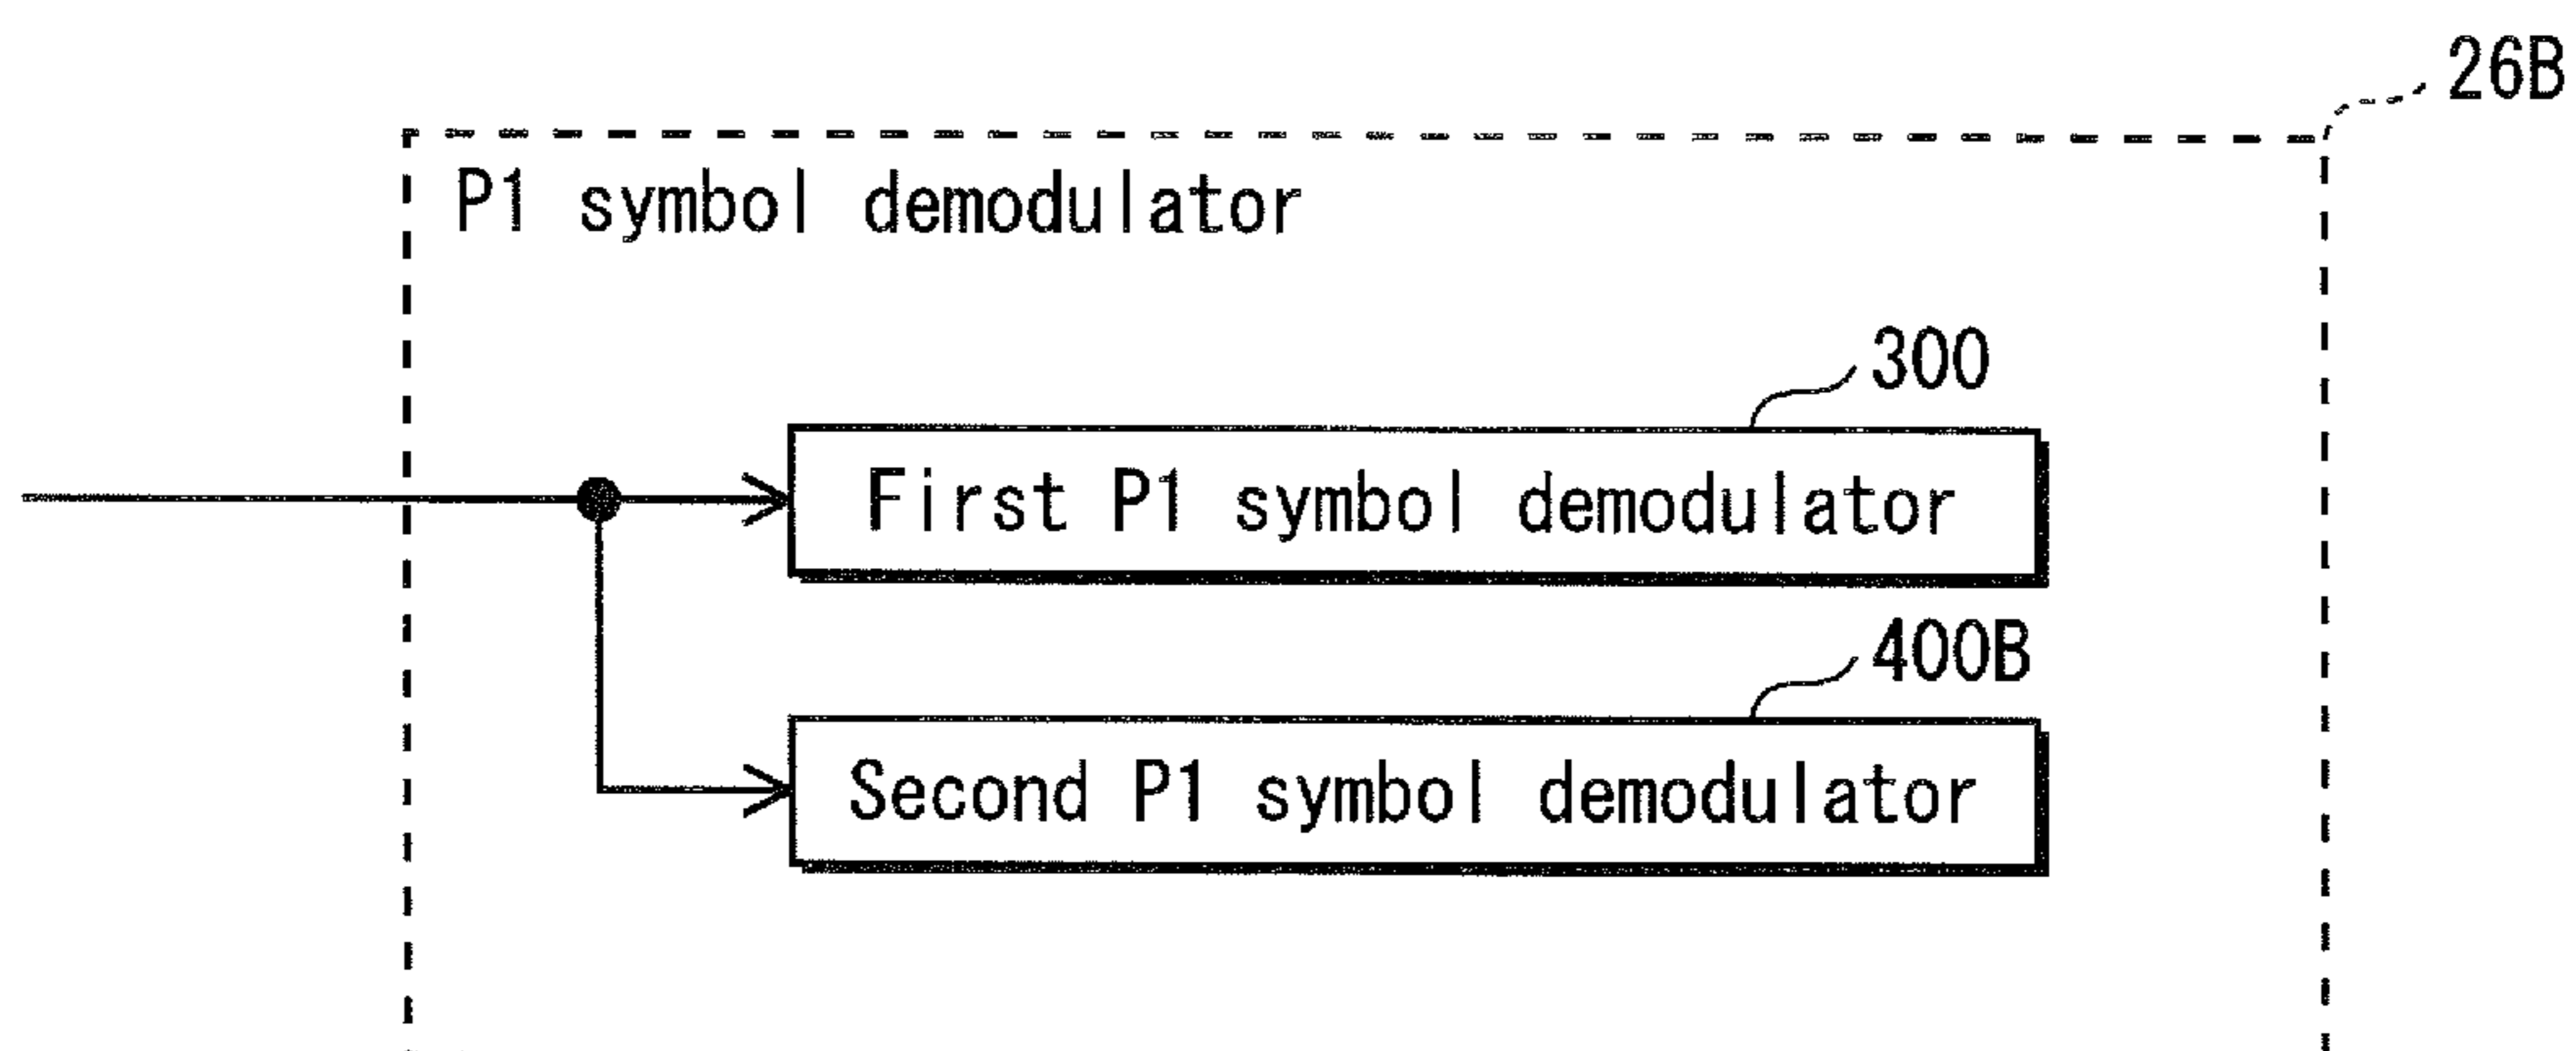 26B
P1 symbol demodulator
300
First P1 symbol demodulator
400B
Second P1 symbol demodulator